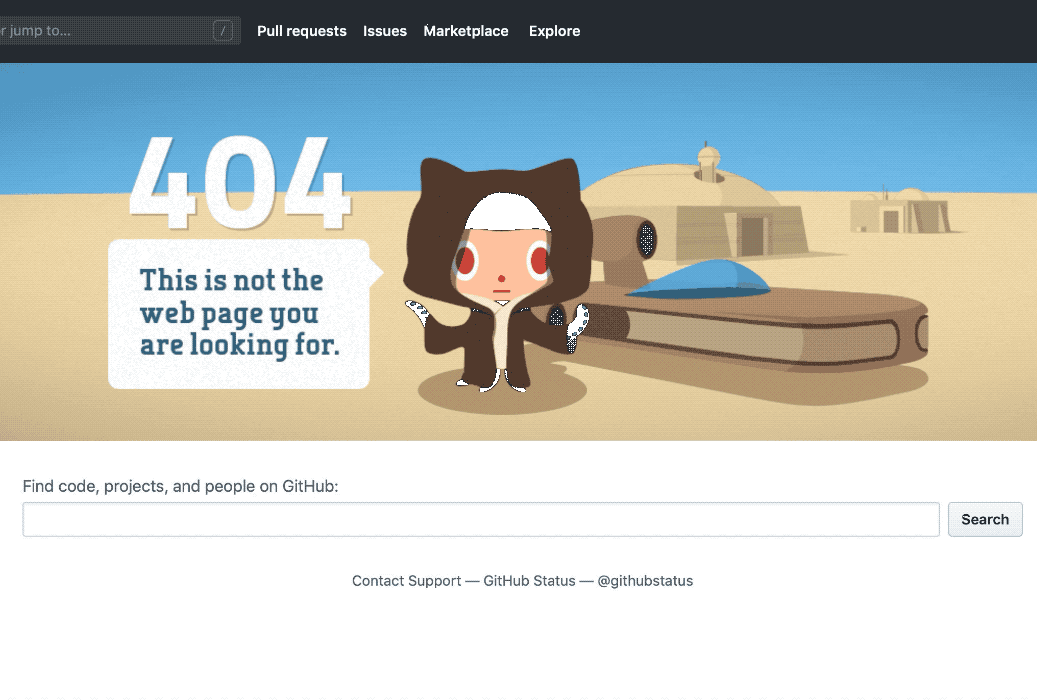 r jump to...
/
Pull requests
Issues
Marketplace
Explore
404
This is not the
web page you
are looking for.
Find code, projects, and people on GitHub:
Search
Contact Support — GitHub Status — @githubstatus